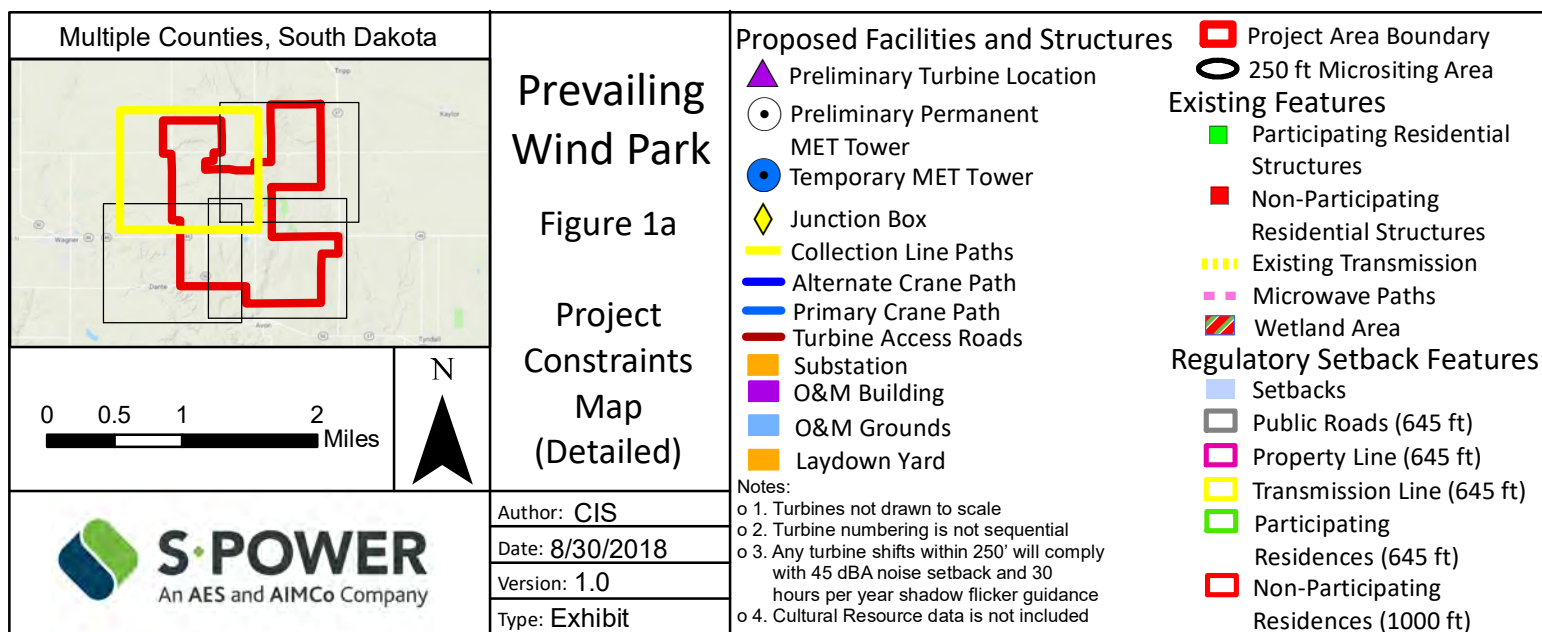 Multiple Counties, South Dakota
Tripp
Kaylor
Wagner
Dante
Avon
Tyndall
0 0.5 1 2
Miles
N
S·POWER
An AES and AIMCo Company
Prevailing
Wind Park
Figure 1a
Project
Constraints
Map
(Detailed)
Author: CIS
Date: 8/30/2018
Version: 1.0
Type: Exhibit
Proposed Facilities and Structures
Preliminary Turbine Location
Preliminary Permanent
MET Tower
Temporary MET Tower
Junction Box
Collection Line Paths
Alternate Crane Path
Primary Crane Path
Turbine Access Roads
Substation
O&M Building
O&M Grounds
Laydown Yard
Notes:
o 1. Turbines not drawn to scale
o 2. Turbine numbering is not sequential
o 3. Any turbine shifts within 250' will comply
with 45 dBA noise setback and 30
hours per year shadow flicker guidance
o 4. Cultural Resource data is not included
Project Area Boundary
250 ft Micrositing Area
Existing Features
Participating Residential
Structures
Non-Participating
Residential Structures
Existing Transmission
Microwave Paths
Wetland Area
Regulatory Setback Features
Setbacks
Public Roads (645 ft)
Property Line (645 ft)
Transmission Line (645 ft)
Participating
Residences (645 ft)
Non-Participating
Residences (1000 ft)